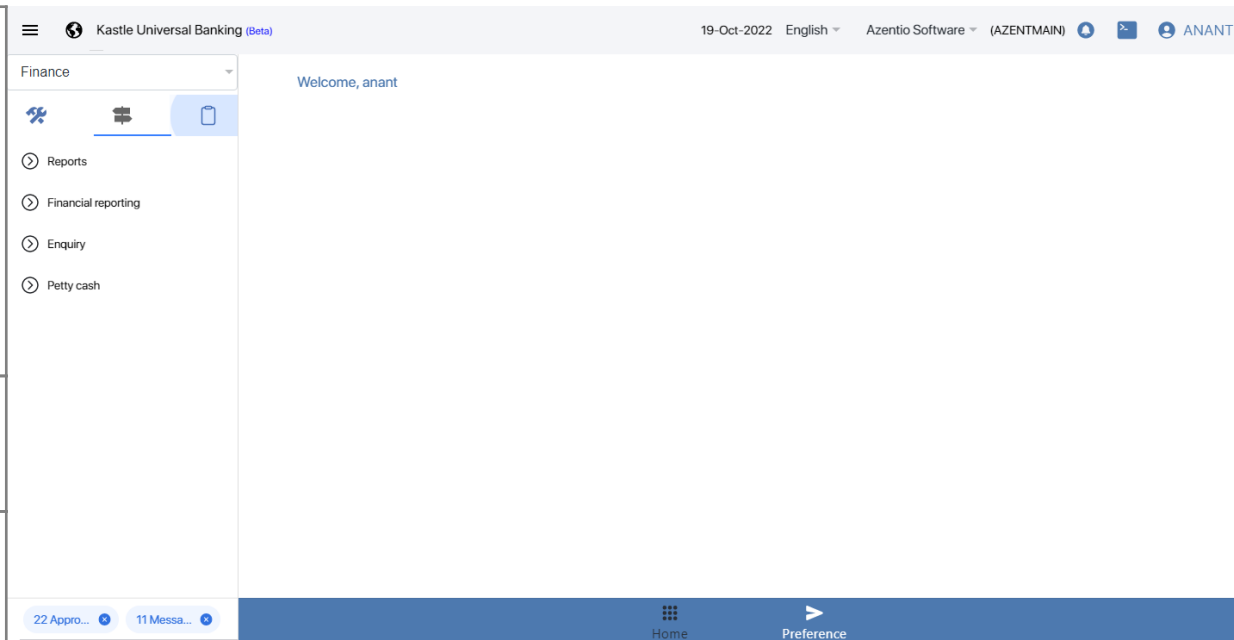 Kastle Universal Banking (Beta) 19-Oct-2022 English Azentio Software (AZENTMAIN) >_ ANANT
Finance
Welcome, anant
Reports
Financial reporting
Enquiry
Petty cash
22 Appro... 11 Messa...
Home Preference